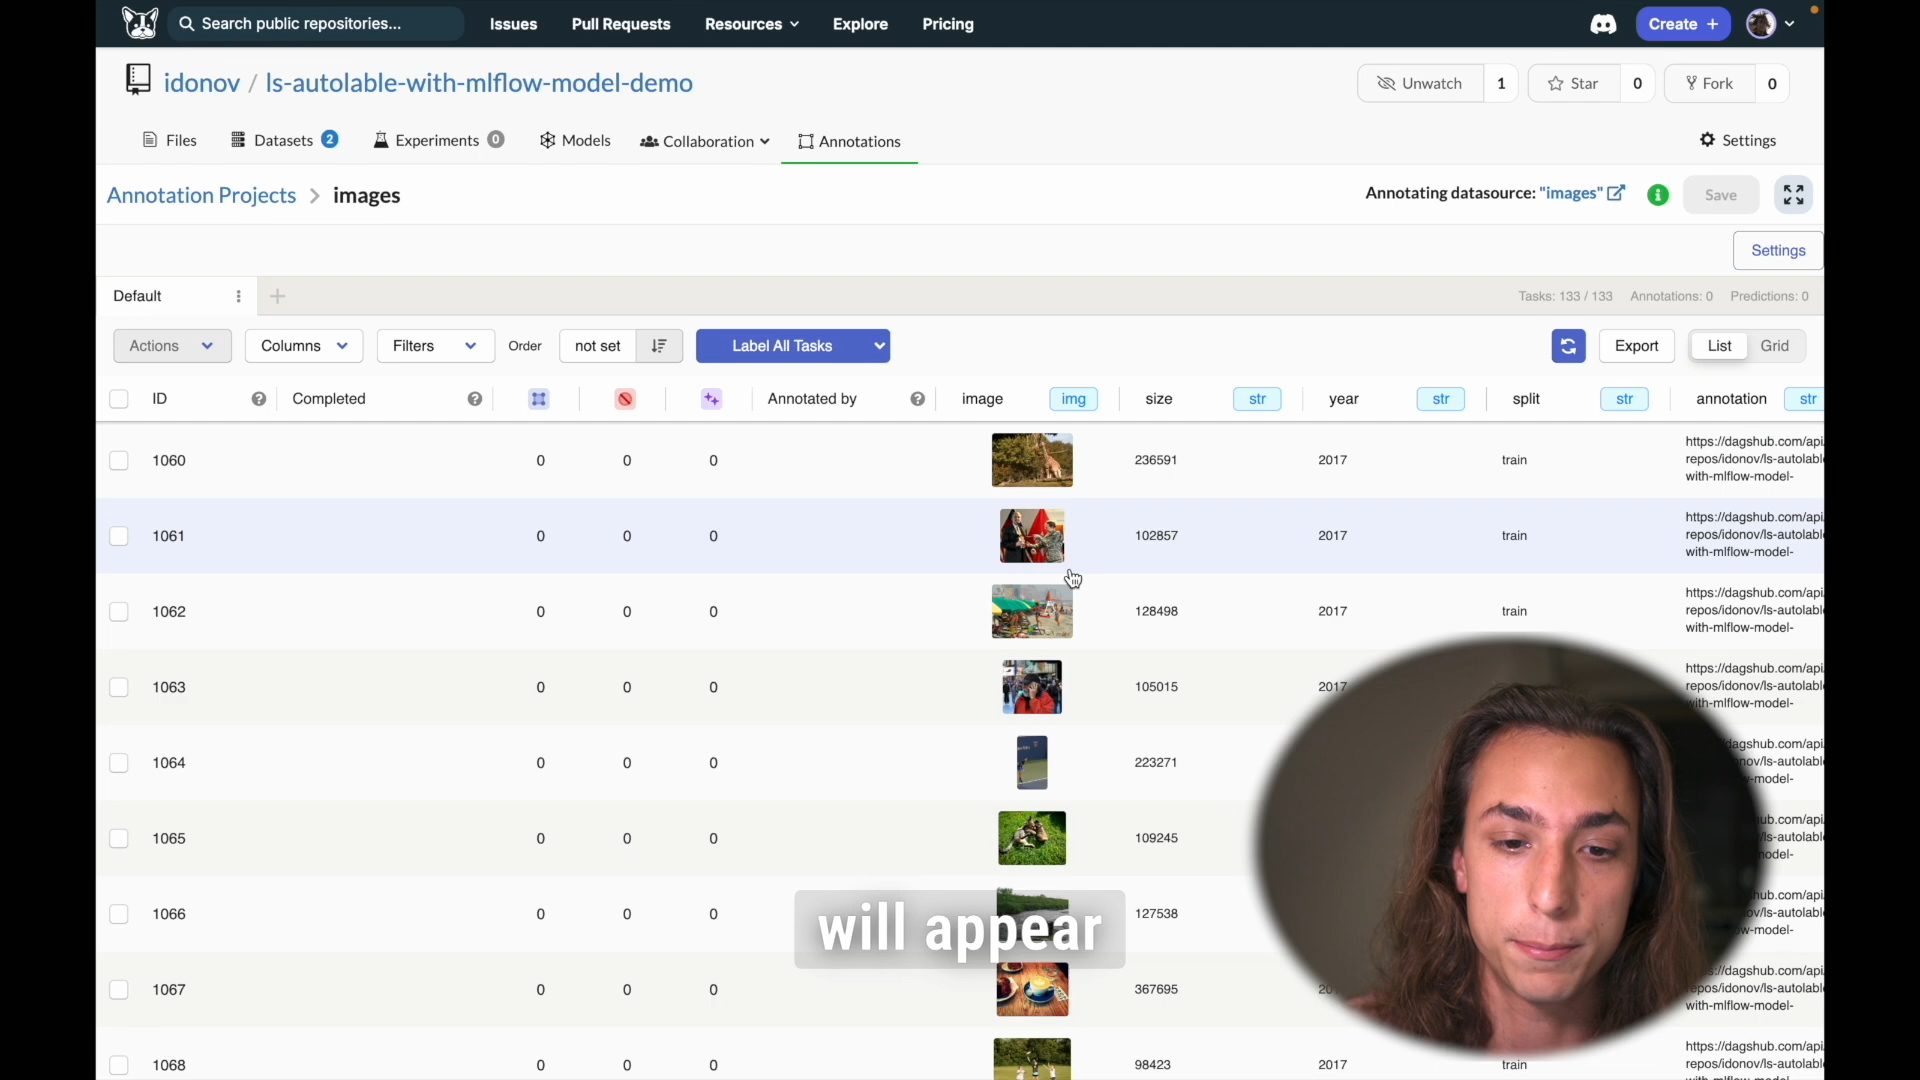 Search public repositories...
Issues
Pull Requests
Resources
Explore
Pricing
Create +
idonov / ls-autolable-with-mlflow-model-demo
Unwatch 1
Star 0
Fork 0
Files
Datasets 2
Experiments 0
Models
Collaboration
Annotations
Settings
Annotation Projects > images
Annotating datasource: "images"
Save
Settings
Default
Tasks: 133 / 133 Annotations: 0 Predictions: 0
Actions
Columns
Filters
Order
not set
Label All Tasks
Export
List
Grid
ID Completed Annotated by image img size str year str split str annotation str
1060 0 0 0 236591 2017 train
https://dagshub.com/api
repos/idonov/ls-autolabl
with-mlflow-model-
1061 0 0 0 102857 2017 train
https://dagshub.com/api
repos/idonov/ls-autolabl
with-mlflow-model-
1062 0 0 0 128498 2017 train
https://dagshub.com/api
repos/idonov/ls-autolabl
with-mlflow-model-
1063 0 0 0 105015 2017
https://dagshub.com/api
repos/idonov/ls-autolabl
with-mlflow-model-
1064 0 0 0 223271
1065 0 0 0 109245
1066 0 0 0 127538
will appear
1067 0 0 0 367695
with-mlflow-model-
1068 0 0 0 98423 2017 train
https://dagshub.com/api
repos/idonov/ls-autolabl